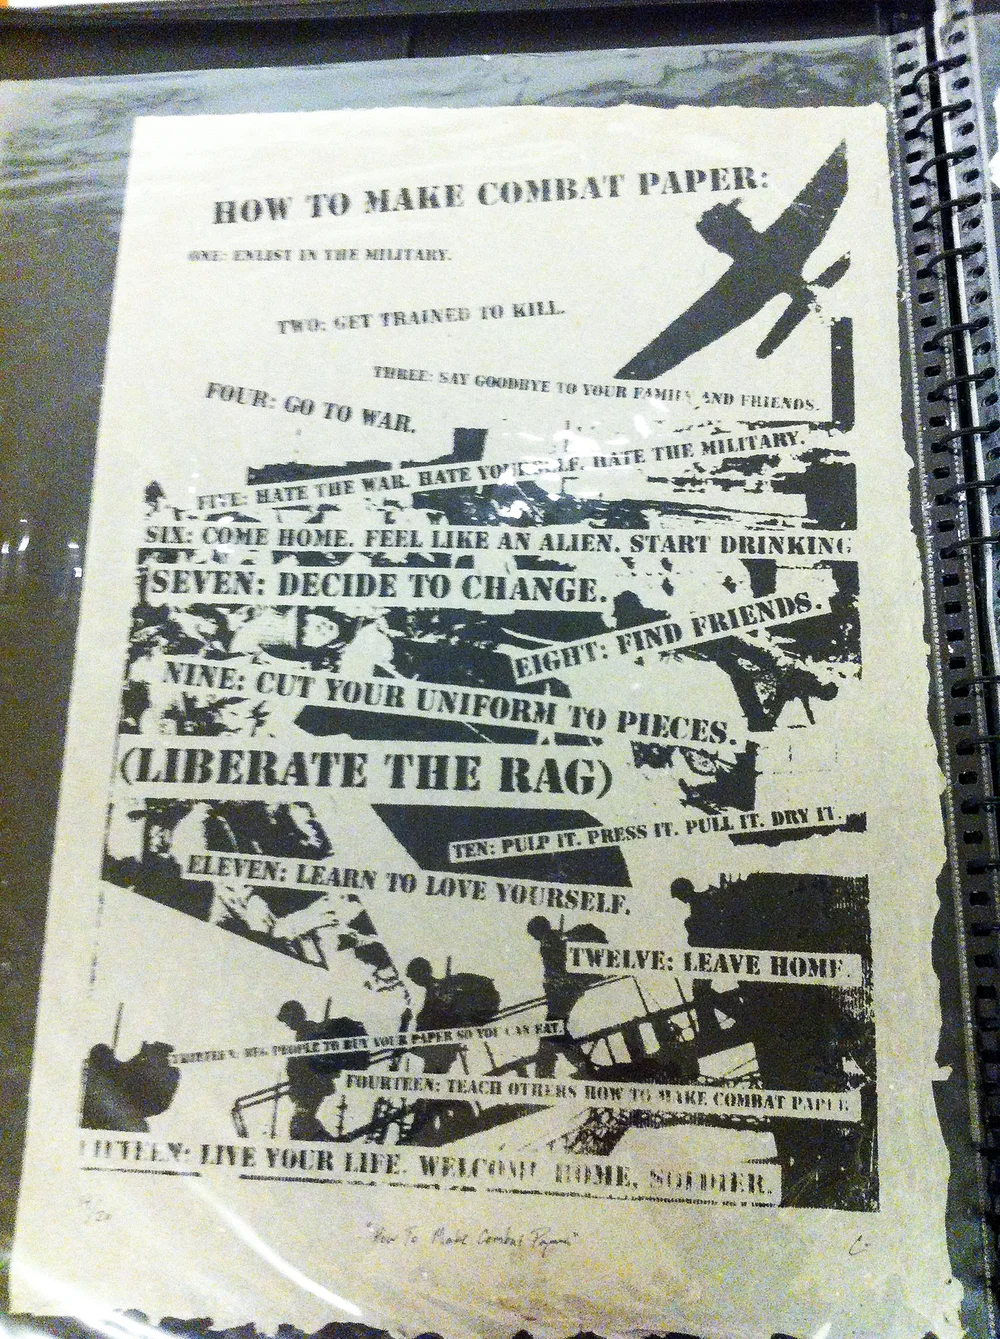 HOW TO MAKE COMBAT PAPER:
ONE: ENLIST IN THE MILITARY.
TWO: GET TRAINED TO KILL.
THREE: SAY GOODBYE TO YOUR FAMILY AND FRIENDS.
FOUR: GO TO WAR.
FIVE: HATE THE WAR. HATE YOURSELF. HATE THE MILITARY.
SIX: COME HOME. FEEL LIKE AN ALIEN. START DRINKING
SEVEN: DECIDE TO CHANGE.
EIGHT: FIND FRIENDS.
NINE: CUT YOUR UNIFORM TO PIECES.
(LIBERATE THE RAG)
TEN: PULP IT. PRESS IT. PULL IT. DRY IT.
ELEVEN: LEARN TO LOVE YOURSELF.
TWELVE: LEAVE HOME.
THIRTEEN: BEG PEOPLE TO BUY YOUR PAPER SO YOU CAN EAT.
FOURTEEN: TEACH OTHERS HOW TO MAKE COMBAT PAPER
FIFTEEN: LIVE YOUR LIFE. WELCOME HOME, SOLDIER.
"How To Make Combat Paper"